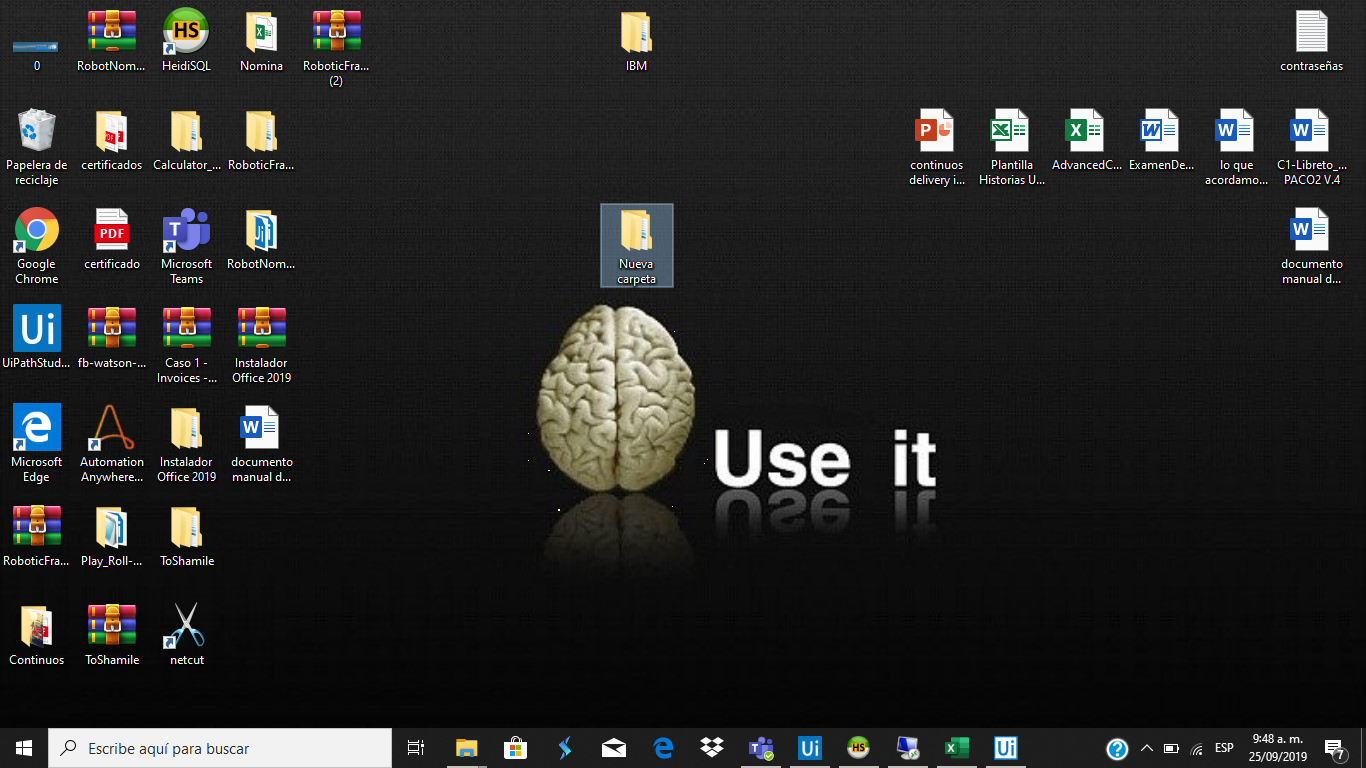 0
RobotNom...
HeidiSQL
Nomina
RoboticFra...
(2)
IBM
contraseñas
Papelera de
reciclaje
certificados
Calculator_...
RoboticFra...
continuos
delivery i...
Plantilla
Historias U...
AdvancedC...
ExamenDe...
lo que
acordamo...
C1-Libreto_...
PACO2 V.4
Google
Chrome
certificado
Microsoft
Teams
RobotNom...
Nueva
carpeta
documento
manual d...
UiPathStud...
fb-watson-...
Caso 1 -
Invoices -...
Instalador
Office 2019
Microsoft
Edge
Automation
Anywhere...
Instalador
Office 2019
documento
manual d...
Use it
RoboticFra...
Play_Roll-...
ToShamile
Continuos
ToShamile
netcut
Escribe aquí para buscar
ESP
9:48 a. m.
25/09/2019
7